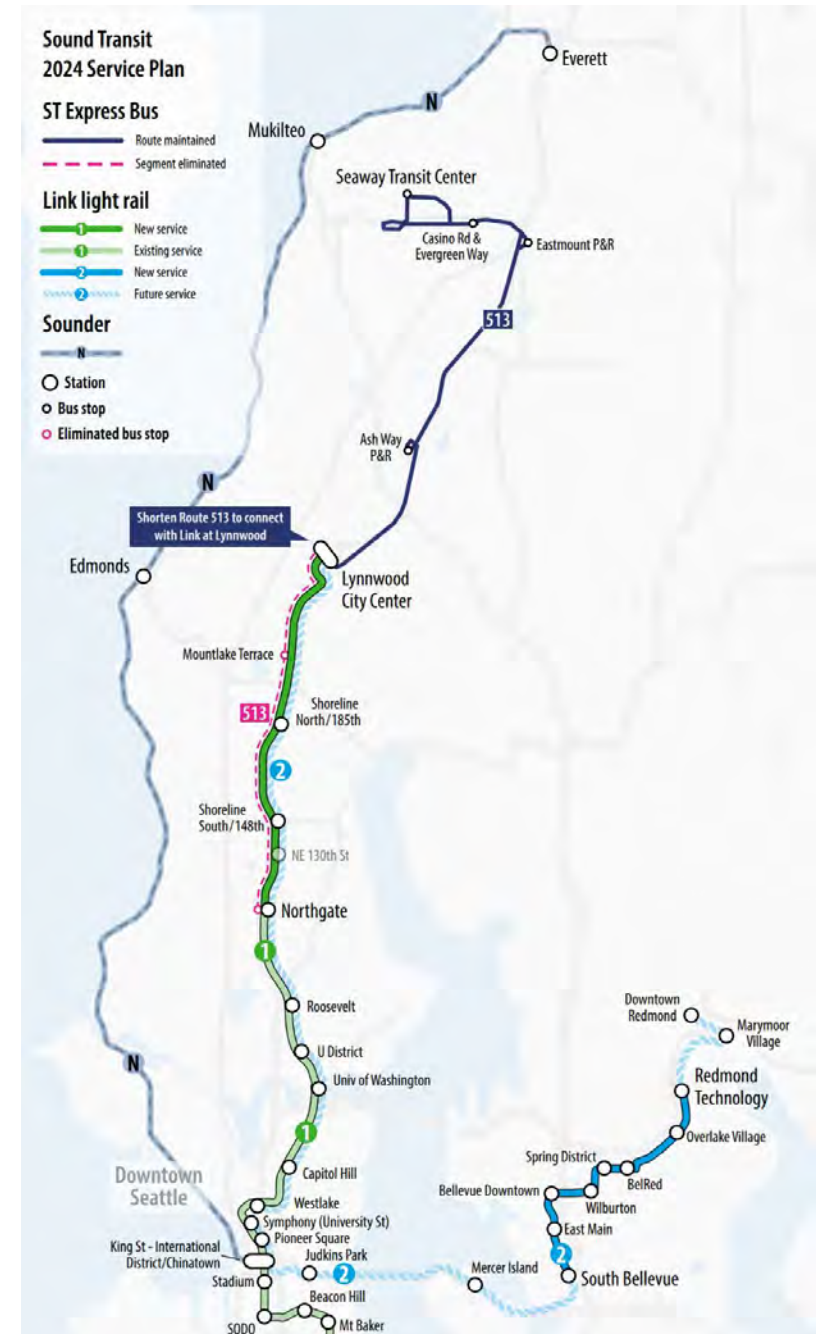 Sound Transit
2024 Service Plan
ST Express Bus
Route maintained
Segment eliminated
Link light rail
1
New service
1
Existing service
2
New service
2
Future service
Sounder
N
Station
Bus stop
Eliminated bus stop
Everett
N
Mukilteo
Seaway Transit Center
Casino Rd &
Evergreen Way
Eastmount P&R
513
Ash Way
P&R
N
Shorten Route 513 to connect
with Link at Lynnwood
Edmonds
Lynnwood
City Center
Mountlake Terrace
513
Shoreline
North/185th
2
Shoreline
South/148th
NE 130th St
Northgate
1
Roosevelt
U District
Univ of Washington
N
1
Capitol Hill
Downtown
Seattle
Westlake
Symphony (University St)
Pioneer Square
King St - International
District/Chinatown
Judkins Park
2
Stadium
Beacon Hill
SODO
Mt Baker
Mercer Island
Downtown
Redmond
Marymoor
Village
Redmond
Technology
Overlake Village
Spring District
BelRed
Bellevue Downtown
Wilburton
East Main
2
South Bellevue